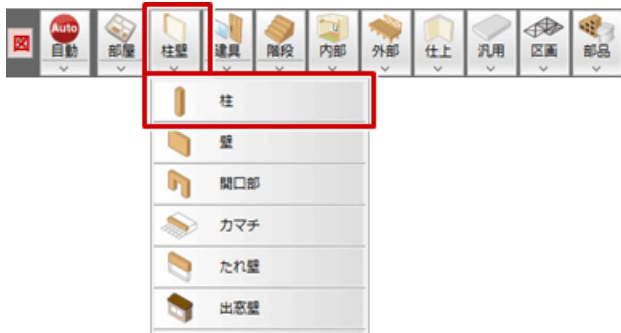 図
Auto
自動 部屋 柱壁 建具 階段 内部 外部 仕上 汎用 区画 部品
柱
壁
開口部
カマチ
たれ壁
出窓壁